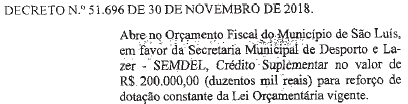 DECRETO N.º 51.696 DE 30 DE NOVEMBRO DE 2018.
Abre no Orçamento Fiscal do Município de São Luís,
em favor da Secretaria Municipal de Desporto e La-
zer - SEMDEL, Crédito Suplementar no valor de
R$ 200.000,00 (duzentos mil reais) para reforço de
dotação constante da Lei Orçamentária vigente.